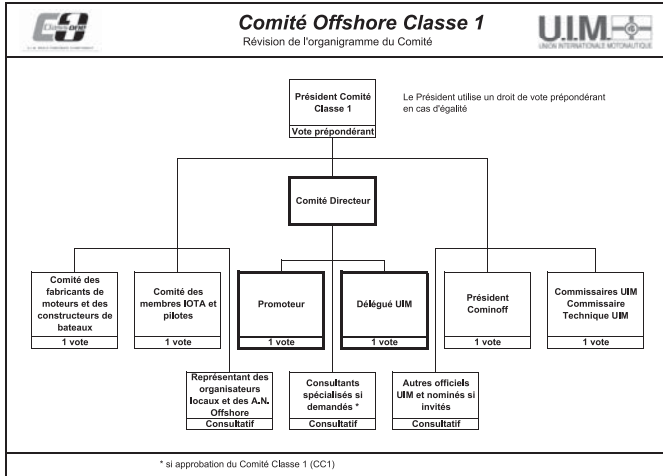 Class one
Comité Offshore Classe 1
Révision de l'organigramme du Comité
U.I.M.
UNION INTERNATIONALE MOTONAUTIQUE
Président Comité
Classe 1
Vote prépondérant
Le Président utilise un droit de vote prépondérant
en cas d'égalité
Comité Directeur
Comité des
fabricants de
moteurs et des
constructeurs de
bateaux
1 vote
Comité des
membres IOTA et
pilotes
1 vote
Promoteur
1 vote
Délégué UIM
1 vote
Président
Cominoff
1 vote
Commissaires UIM
Commissaire
Technique UIM
1 vote
Représentant des
organisateurs
locaux et des A.N.
Offshore
Consultatif
Consultants
spécialisés si
demandés *
Consultatif
Autres officiels
UIM et nominés si
invités
Consultatif
* si approbation du Comité Classe 1 (CC1)